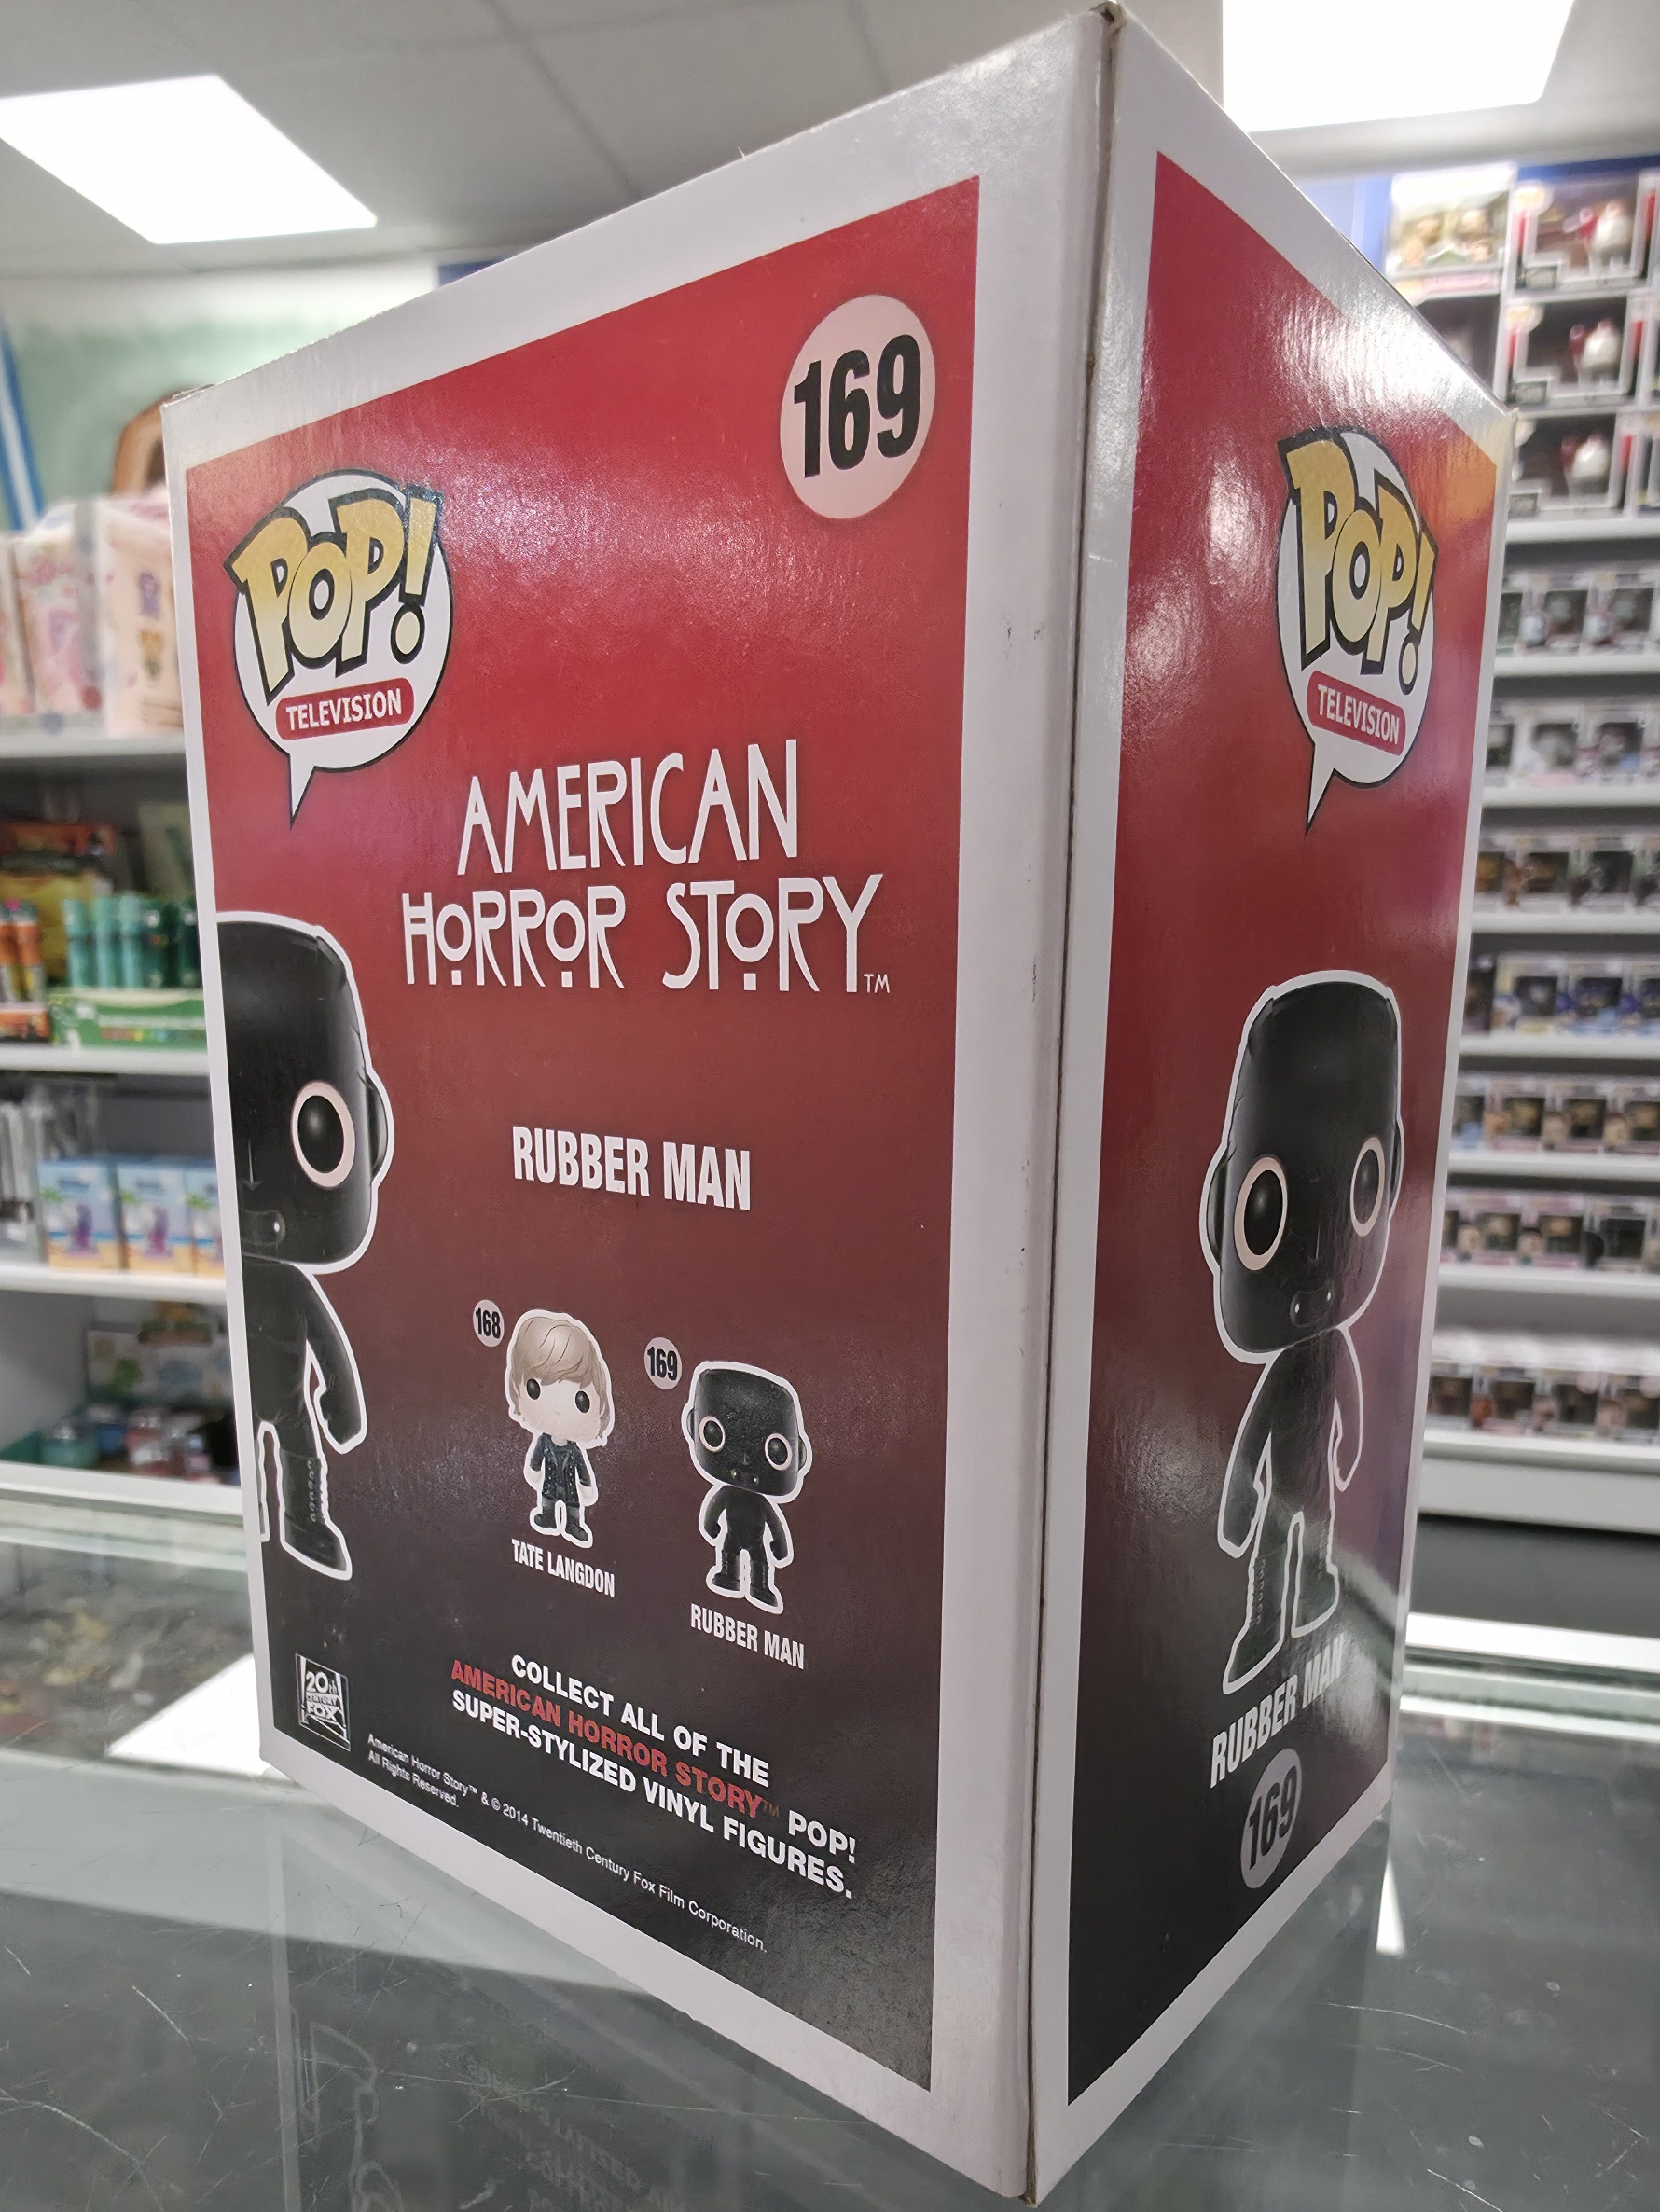 169
POP!
TELEVISION
AMERICAN
HORROR STORY™
RUBBER MAN
168
TATE LANGDON
169
RUBBER MAN
COLLECT ALL OF THE
AMERICAN HORROR STORY™ POP!
SUPER-STYLIZED VINYL FIGURES.
20th
CENTURY
FOX
American Horror Story™ & © 2014 Twentieth Century Fox Film Corporation.
All Rights Reserved.
POP!
TELEVISION
RUBBER MAN
169